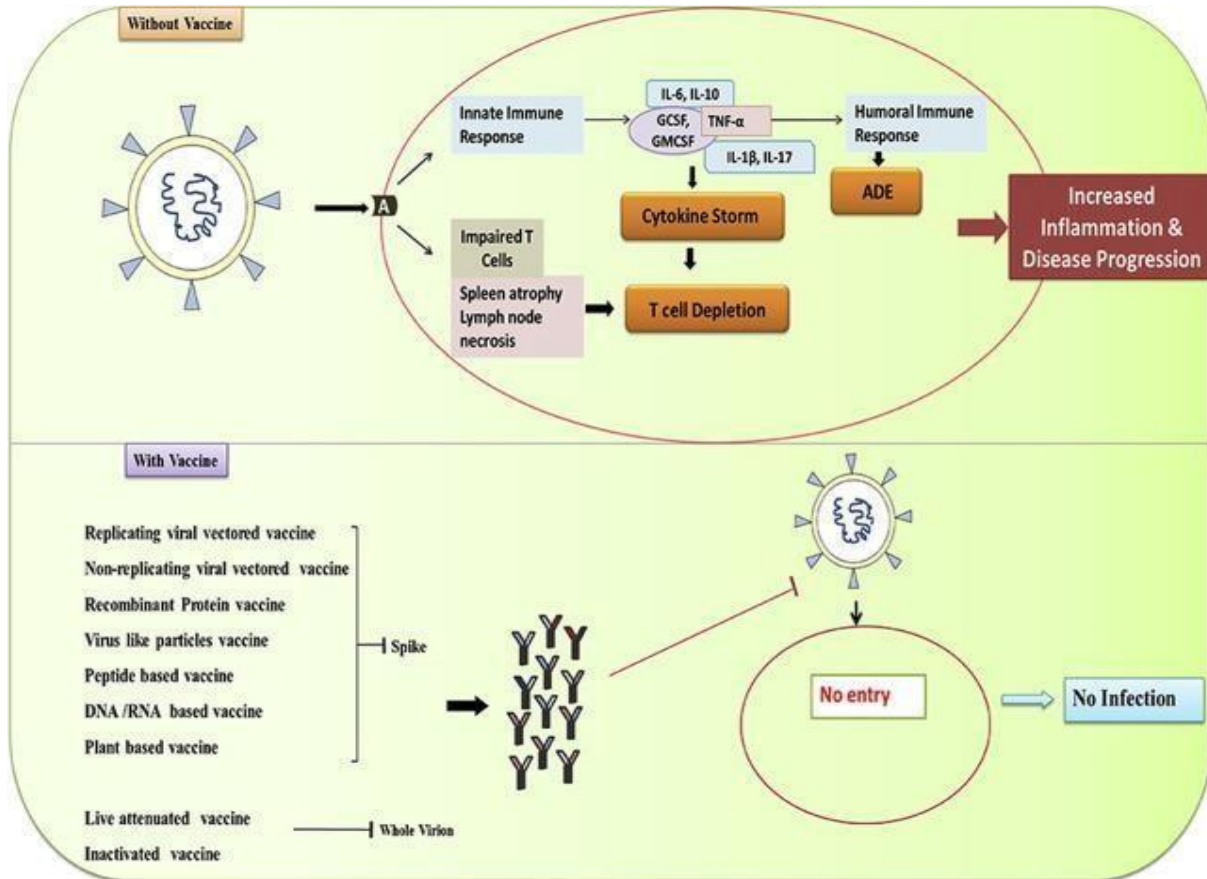 Without Vaccine
Innate Immune
Response
IL-6, IL-10
GCSF,
GMCSF
TNF-α
IL-1β, IL-17
Humoral Immune
Response
ADE
A
Cytokine Storm
Impaired T
Cells
Spleen atrophy
Lymph node
necrosis
T cell Depletion
Increased
Inflammation &
Disease Progression
With Vaccine
Replicating viral vectored vaccine
Non-replicating viral vectored vaccine
Recombinant Protein vaccine
Virus like particles vaccine
Peptide based vaccine
DNA /RNA based vaccine
Plant based vaccine
Spike
Live attenuated vaccine
Inactivated vaccine
Whole Virion
No entry
No Infection